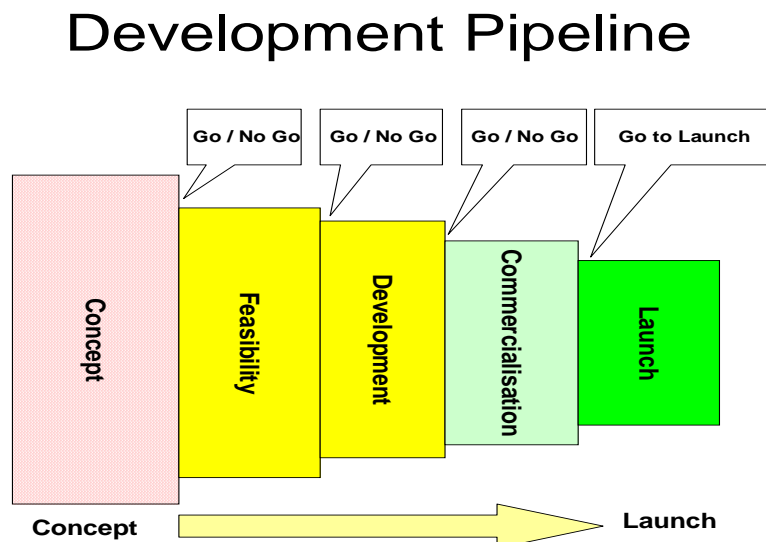 Development Pipeline
Go / No Go
Go / No Go
Go / No Go
Go to Launch
Concept
Feasibility
Development
Commercialisation
Launch
Concept
Launch